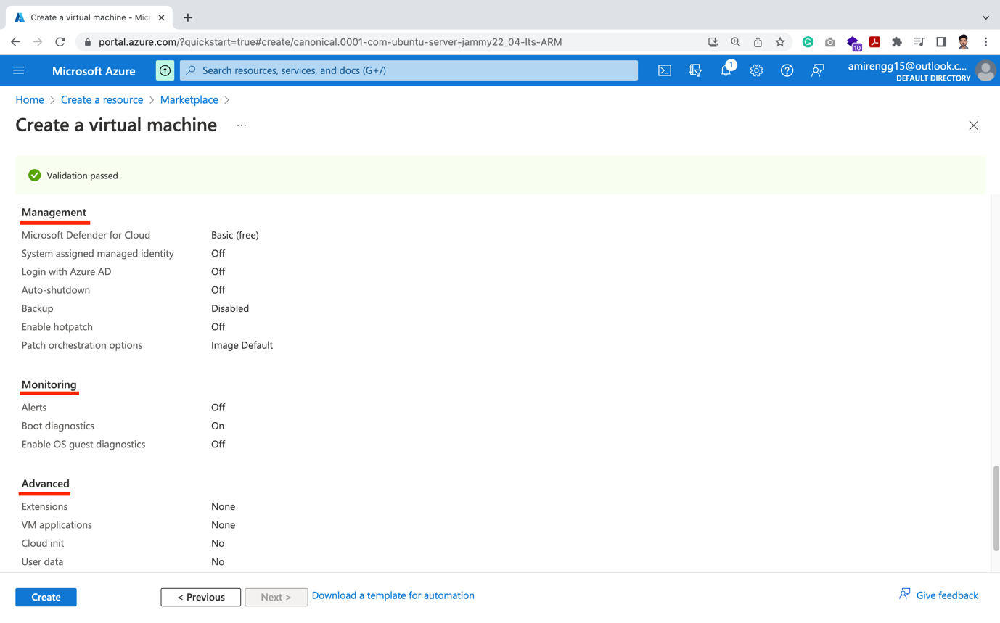 Create a virtual machine - Micr
portal.azure.com/?quickstart=true#create/canonical.0001-com-ubuntu-server-jammy22_04-lts-ARM
10
Microsoft Azure
Search resources, services, and docs (G+/)
1
amirengg15@outlook.c...
DEFAULT DIRECTORY
Home > Create a resource > Marketplace >
Create a virtual machine ...
Validation passed
Management
Microsoft Defender for Cloud Basic (free)
System assigned managed identity Off
Login with Azure AD Off
Auto-shutdown Off
Backup Disabled
Enable hotpatch Off
Patch orchestration options Image Default
Monitoring
Alerts Off
Boot diagnostics On
Enable OS guest diagnostics Off
Advanced
Extensions None
VM applications None
Cloud init No
User data No
Create < Previous Next > Download a template for automation Give feedback